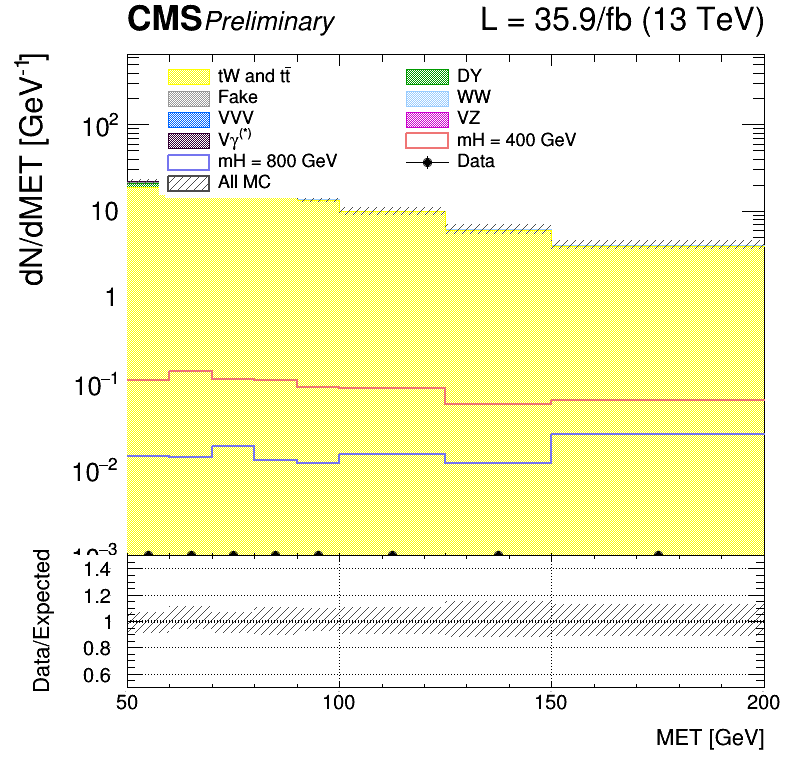 CMS Preliminary L = 35.9/fb (13 TeV)
dN/dMET [GeV⁻¹]
tW and tt̄ DY
Fake WW
VVV VZ
Vγ(*) mH = 400 GeV
mH = 800 GeV Data
All MC
10²
10
1
10⁻¹
10⁻²
10⁻³
Data/Expected
1.4
1.2
1
0.8
0.6
50 100 150 200
MET [GeV]